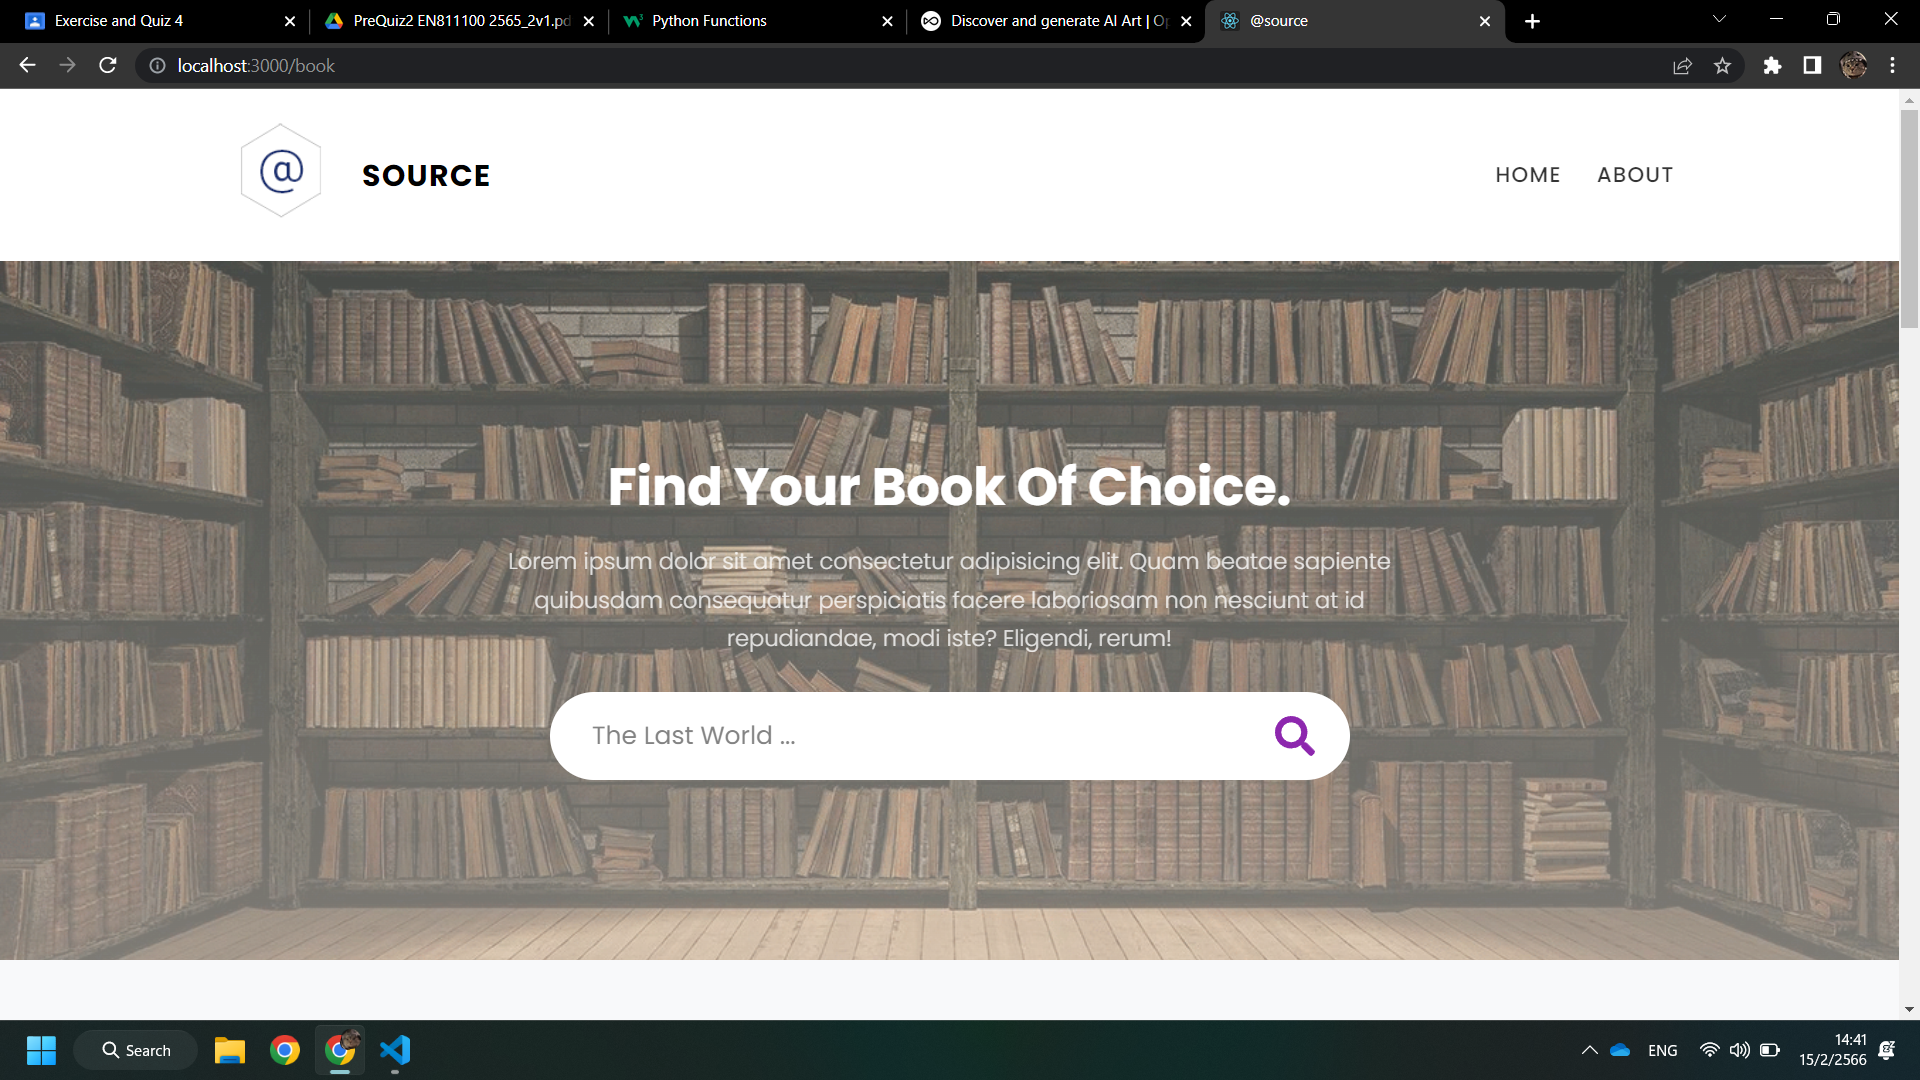 Exercise and Quiz 4
PreQuiz2 EN811100 2565_2v1.pd
Python Functions
Discover and generate AI Art | Op
@source
localhost:3000/book
@
SOURCE
HOME
ABOUT
Find Your Book Of Choice.
Lorem ipsum dolor sit amet consectetur adipisicing elit. Quam beatae sapiente
quibusdam consequatur perspiciatis facere laboriosam non nesciunt at id
repudiandae, modi iste? Eligendi, rerum!
The Last World ...
Search
ENG
14:41
15/2/2566